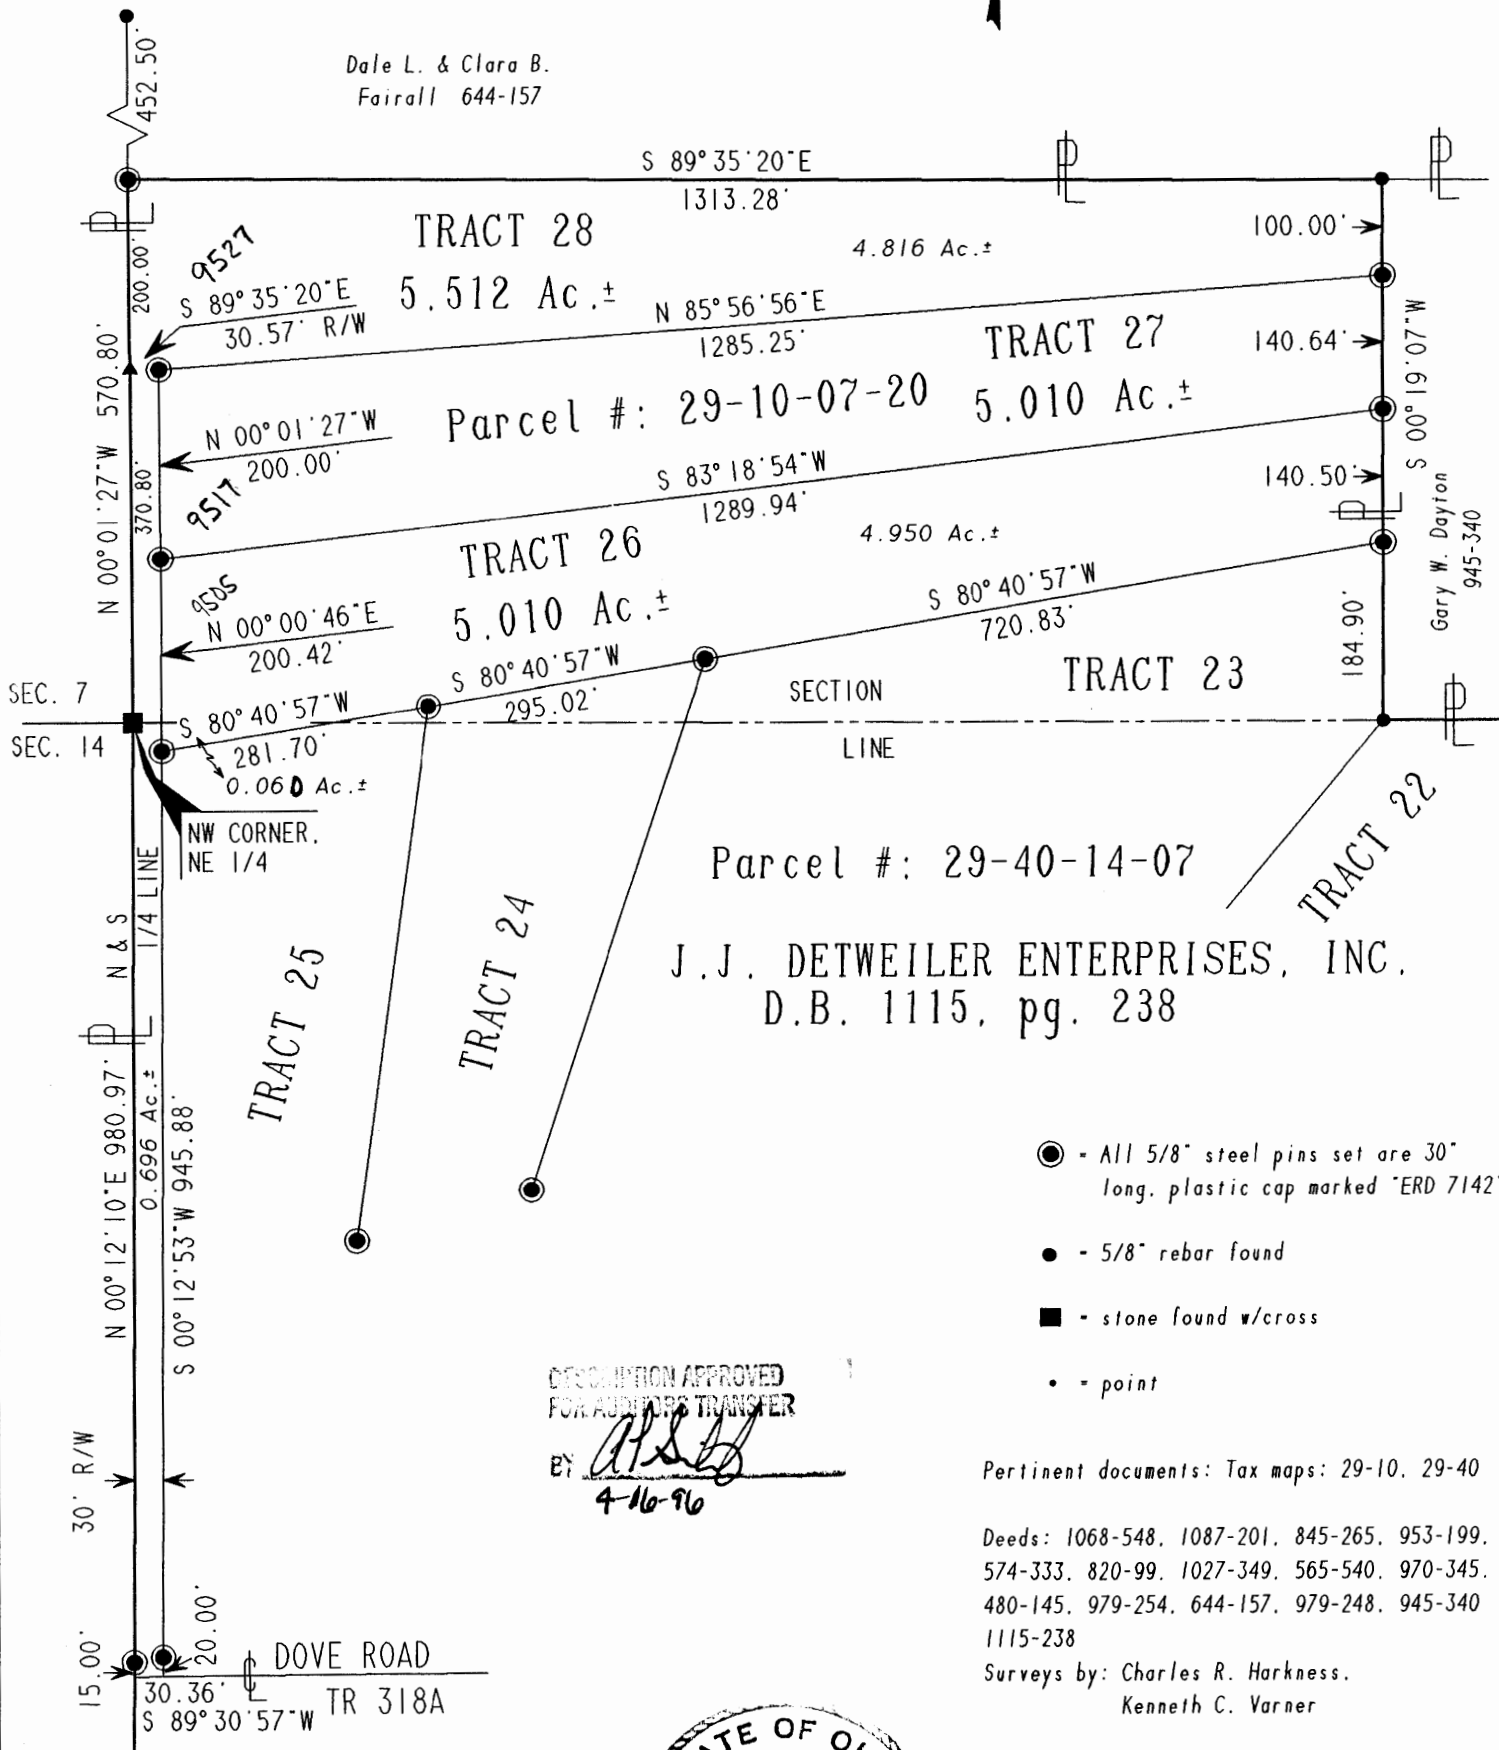 452.50'
Dale L. & Clara B.
Fairall 644-157
S 89°35'20"E
1313.28'
PL
PL
PL
TRACT 28
5.512 Ac.±
4.816 Ac.±
100.00'
200.00'
9527
S 89°35'20"E
30.57' R/W
N 85°56'56"E
1285.25'
TRACT 27
5.010 Ac.±
140.64'
S 00°19'07"W
N 00°01'27"W 570.80'
370.80'
Parcel #: 29-10-07-20
N 00°01'27"W
200.00'
9517
S 83°18'54"W
1289.94'
140.50'
PL
Gary W. Dayton
945-340
TRACT 26
5.010 Ac.±
4.950 Ac.±
9505
N 00°00'46"E
200.42'
S 80°40'57"W
720.83'
184.90'
S 80°40'57"W
295.02'
TRACT 23
SEC. 7
SEC. 14
SECTION
LINE
PL
S 80°40'57"W
281.70'
0.060 Ac.±
NW CORNER,
NE 1/4
N & S
1/4 LINE
TRACT 22
Parcel #: 29-40-14-07
TRACT 25
TRACT 24
J.J. DETWEILER ENTERPRISES, INC.
D.B. 1115, pg. 238
PL
N 00°12'10"E 980.97'
0.696 Ac.±
S 00°12'53"W 945.88'
- All 5/8" steel pins set are 30"
long, plastic cap marked "ERD 7142"
- 5/8" rebar found
- stone found w/cross
- point
DESCRIPTION APPROVED
FOR AUDITORS TRANSFER
BY
4-16-96
30' R/W
Pertinent documents: Tax maps: 29-10, 29-40
Deeds: 1068-548, 1087-201, 845-265, 953-199,
574-333, 820-99, 1027-349, 565-540, 970-345,
480-145, 979-254, 644-157, 979-248, 945-340
1115-238
Surveys by: Charles R. Harkness,
Kenneth C. Varner
15.00'
20.00'
30.36'
S 89°30'57"W
CL
DOVE ROAD
TR 318A
OF